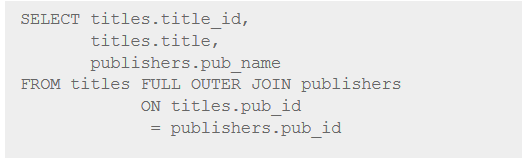 SELECT titles.title_id,
titles.title,
publishers.pub_name
FROM titles FULL OUTER JOIN publishers
ON titles.pub_id
= publishers.pub_id